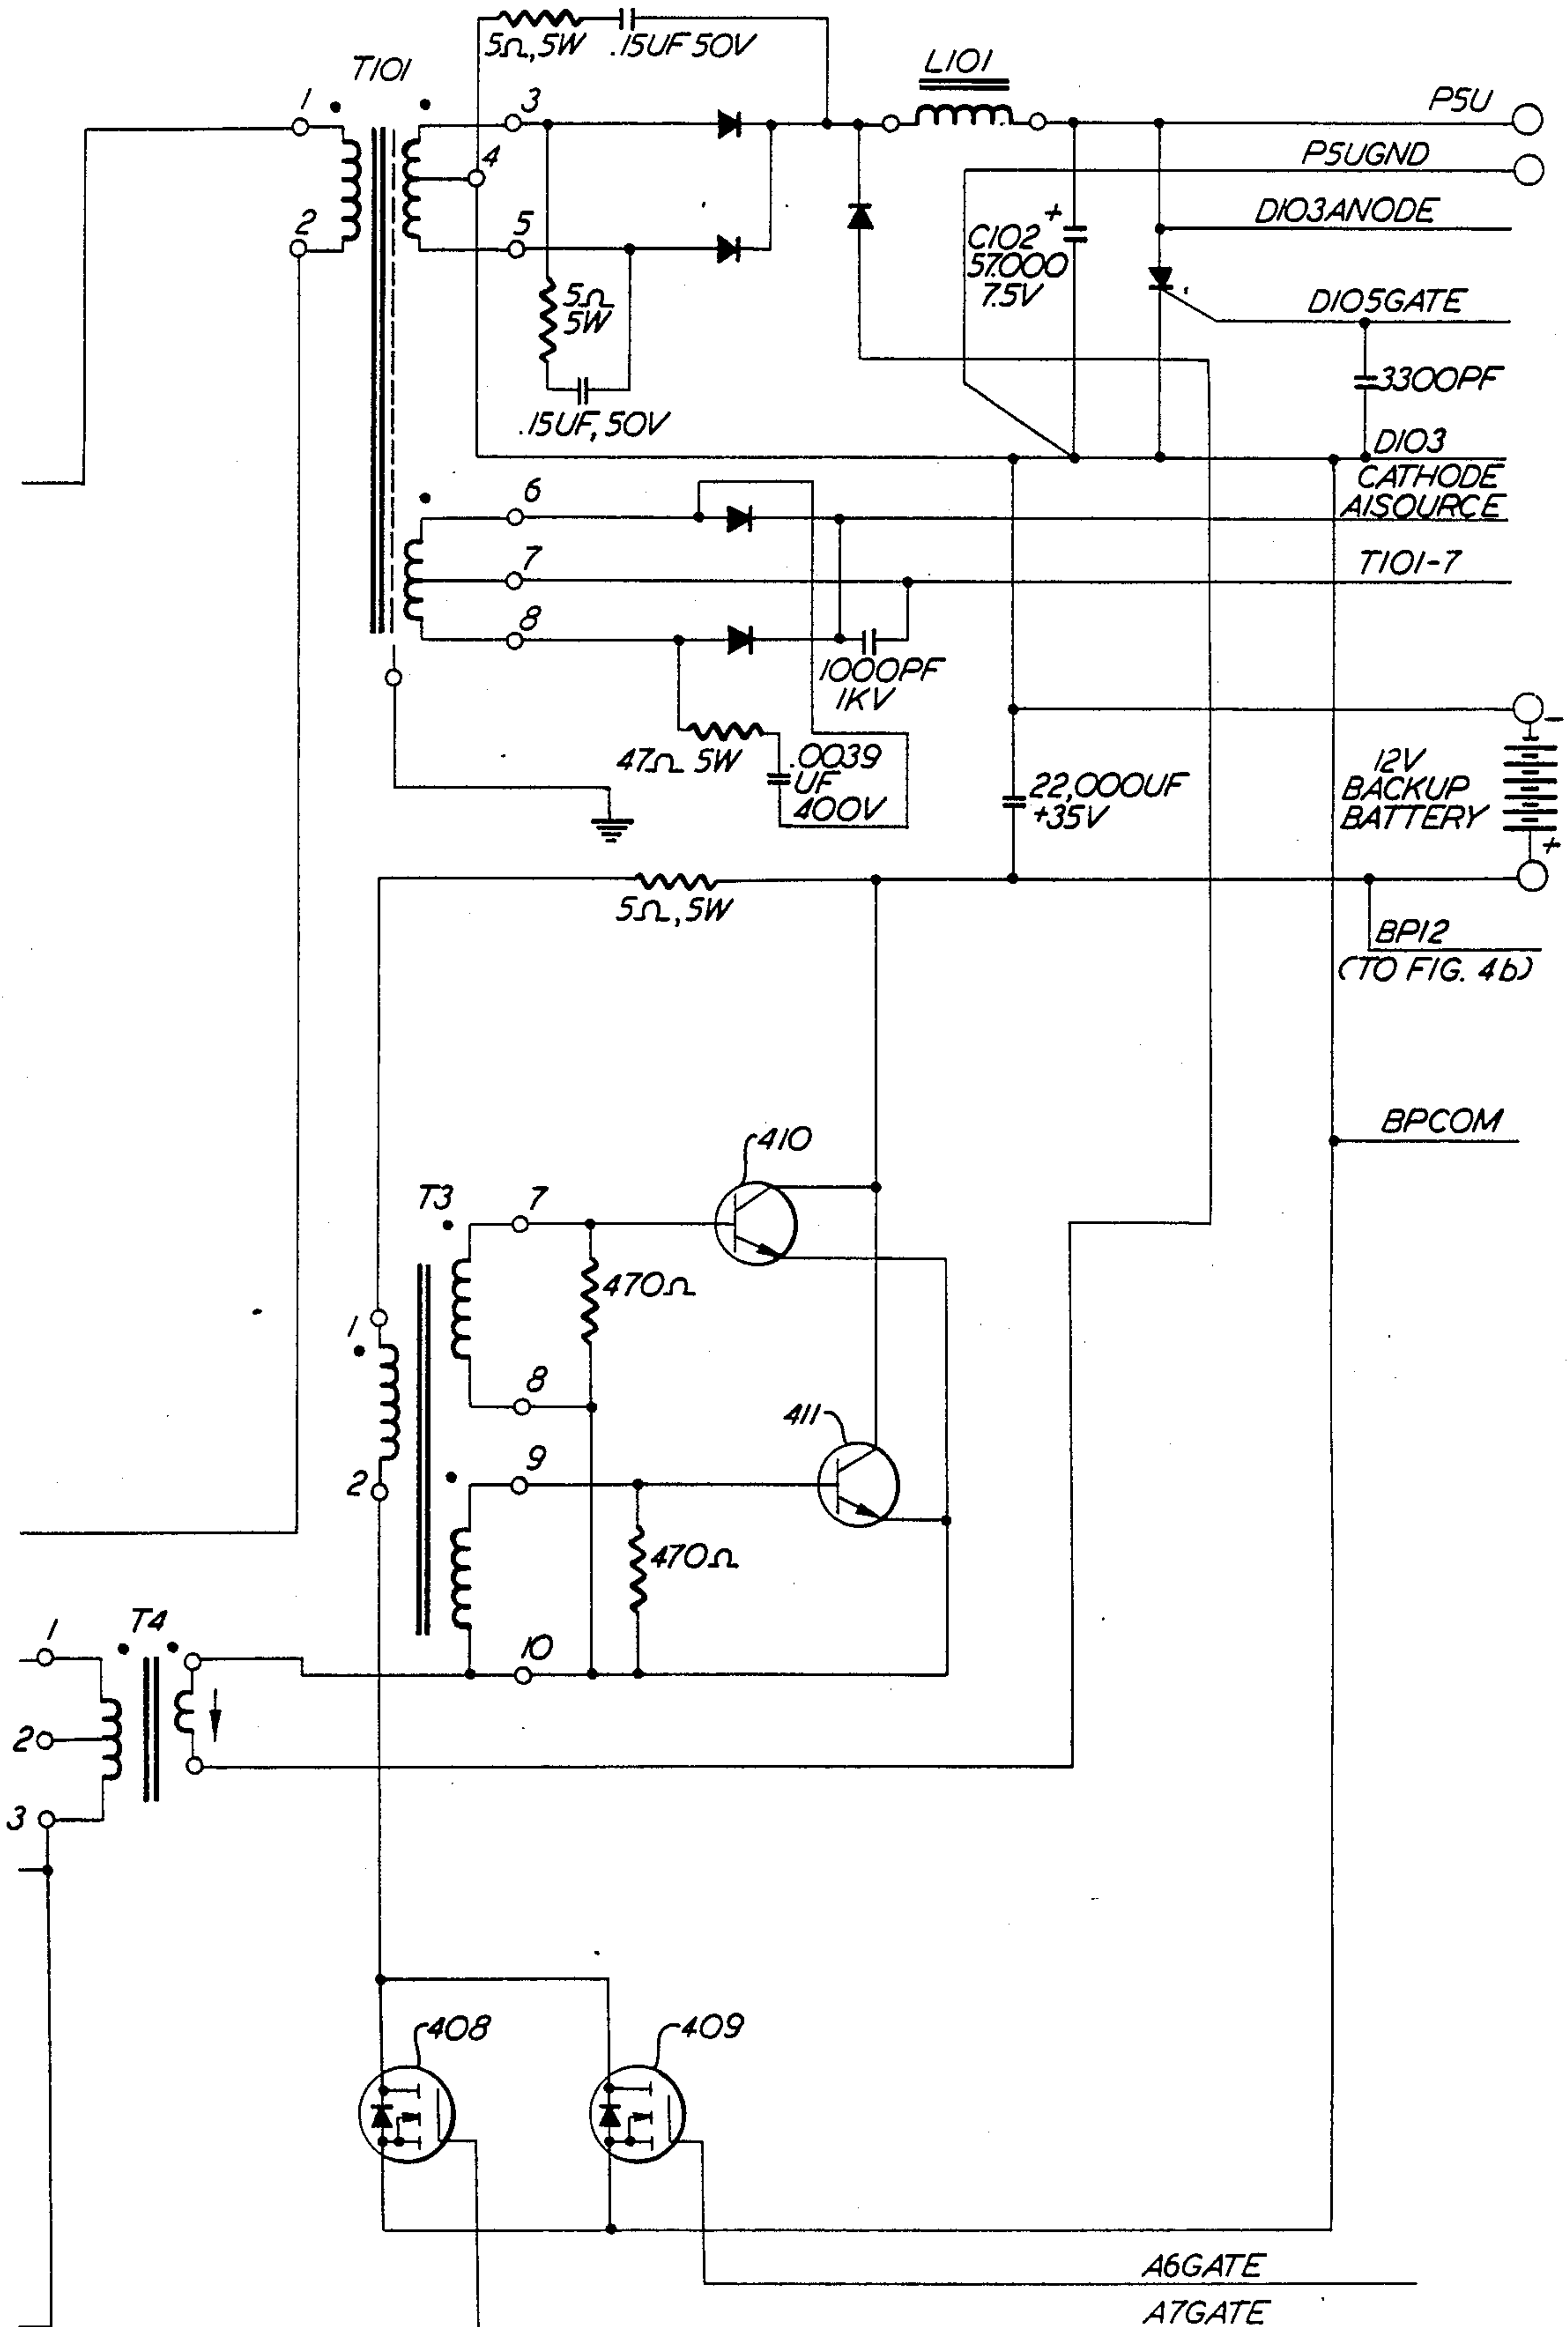 5Ω, 5W
.15UF 50V
T101
L101
1
3
P5U
4
P5UGND
2
5
D103ANODE
+
C102
57.000
7.5V
5Ω
5W
D105GATE
3300PF
.15UF, 50V
D103
CATHODE
6
A1SOURCE
7
T101-7
8
1000PF
1KV
-
47Ω 5W
.0039
UF
400V
22,000UF
+35V
12V
BACKUP
BATTERY
+
5Ω, 5W
BP12
(TO FIG. 4b)
BPCOM
410
T3
7
470Ω
1
8
411
9
2
470Ω
1
T4
10
2
3
408
409
A6GATE
A7GATE